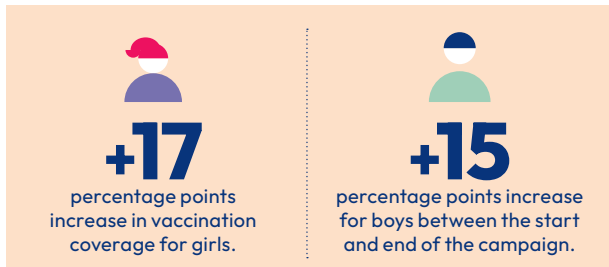 +17
percentage points
increase in vaccination
coverage for girls.
+15
percentage points increase
for boys between the start
and end of the campaign.